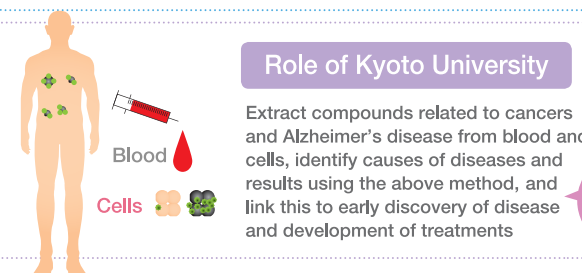 Role of Kyoto University
Extract compounds related to cancers
and Alzheimer's disease from blood and
cells, identify causes of diseases and
results using the above method, and
link this to early discovery of disease
and development of treatments
Blood
Cells